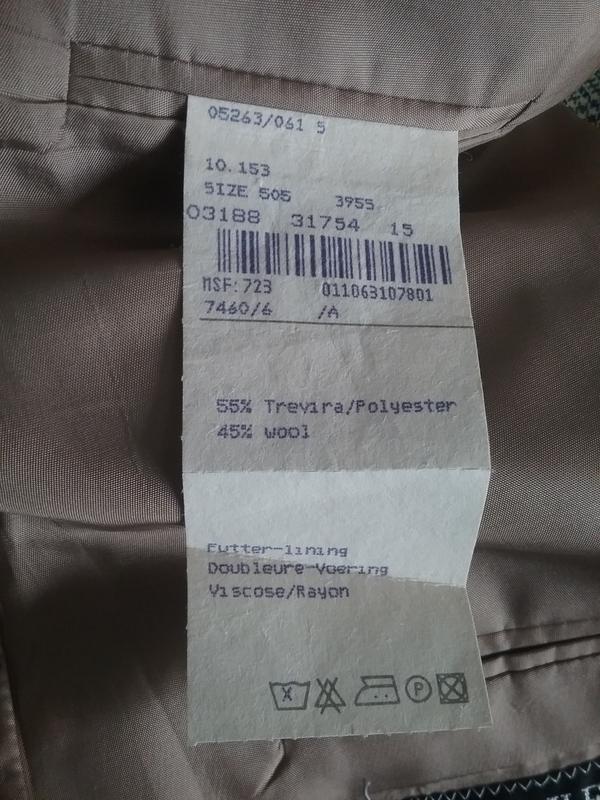 05263/061 5
10.153
SIZE 505 3955
03188 31754 15
MSF:723 011063107801
7460/6 /A
55% Trevira/Polyester
45% wool
Futter-lining
Doubleure-Voering
Viscose/Rayon
P